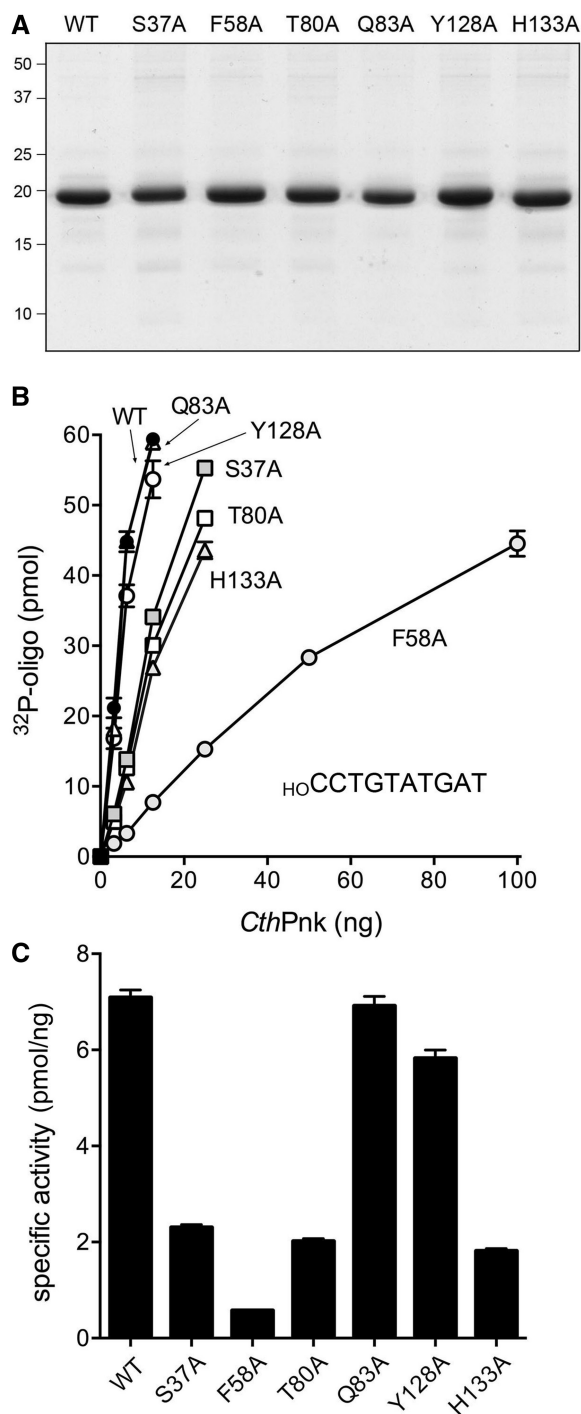 A
WT S37A F58A T80A Q83A Y128A H133A
50
37
25
20
15
10
B
WT
Q83A
Y128A
S37A
T80A
H133A
F58A
HOCCTGTATGAT
60
50
40
30
20
10
0
32P-oligo (pmol)
0 20 40 60 80 100
CthPnk (ng)
C
8
6
4
2
0
specific activity (pmol/ng)
WT S37A F58A T80A Q83A Y128A H133A